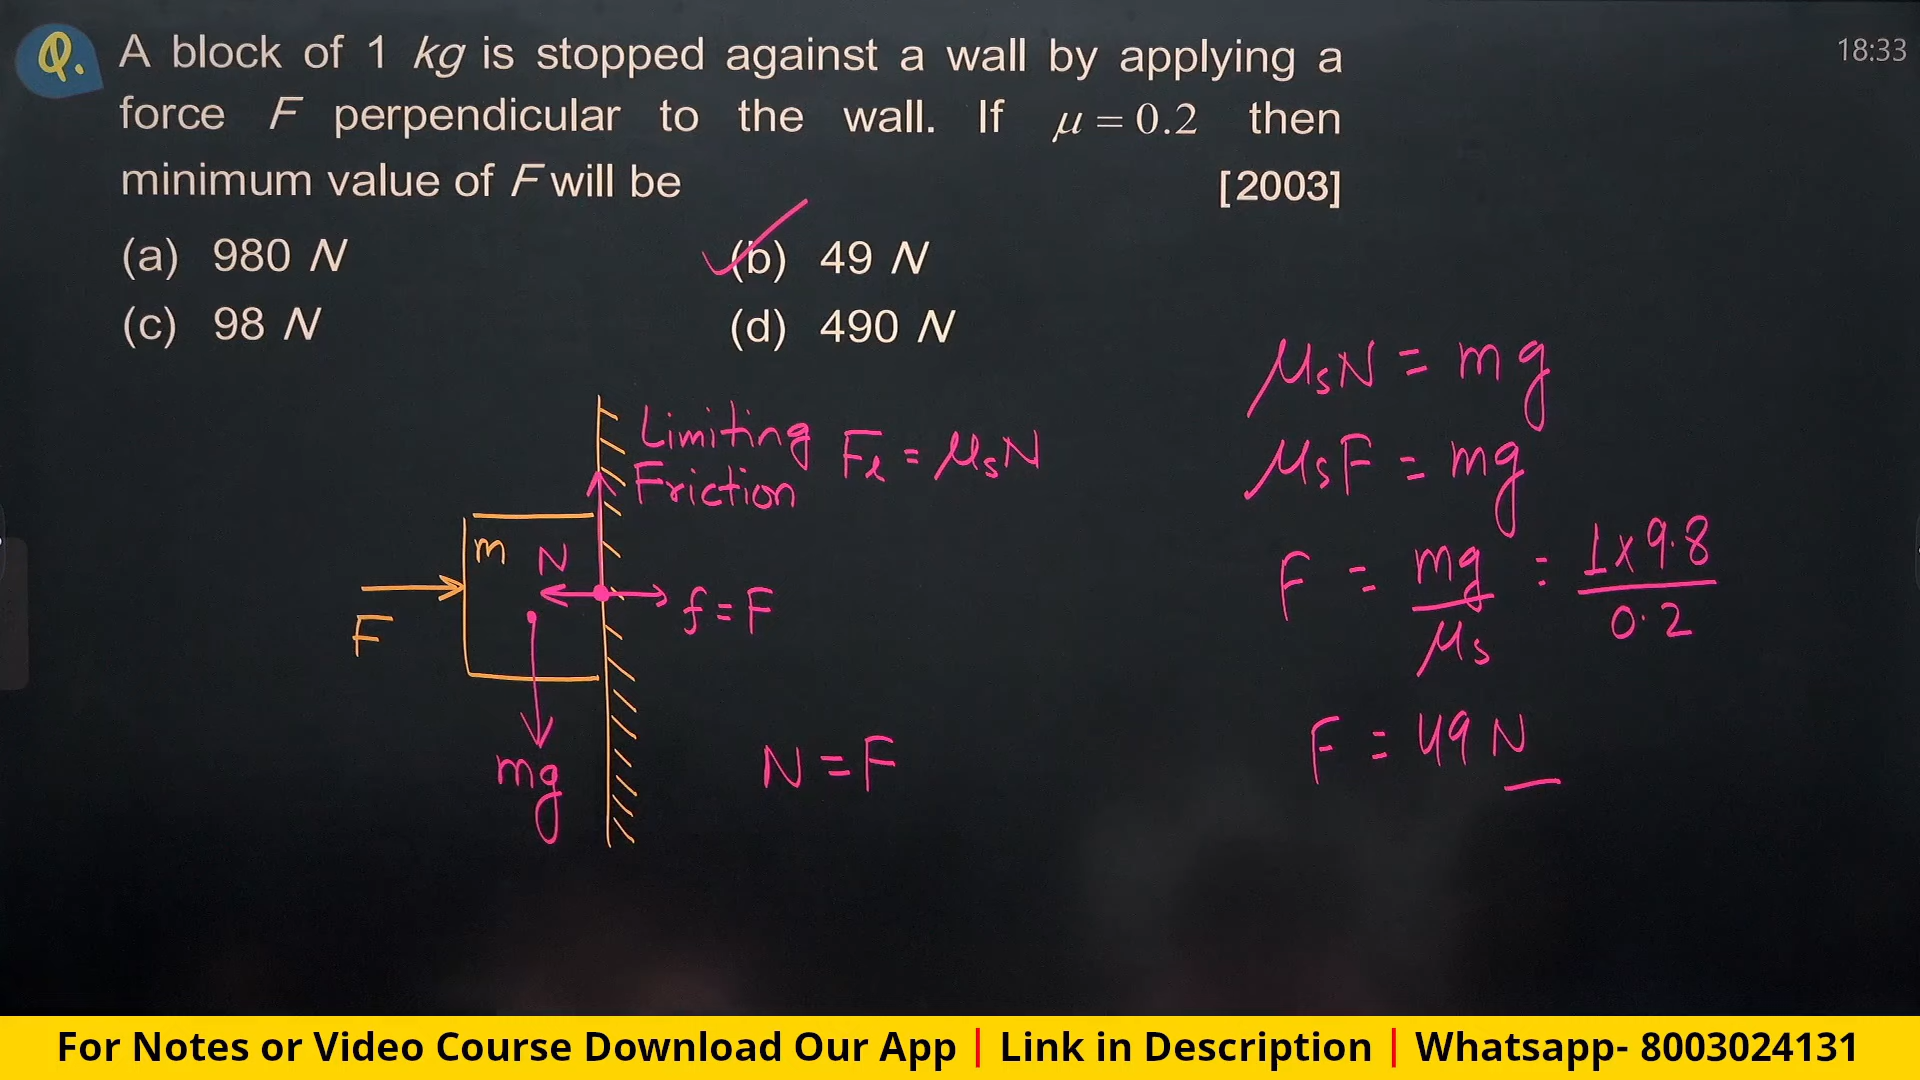 Q. A block of 1 kg is stopped against a wall by applying a
18:33
force F perpendicular to the wall. If μ = 0.2 then
minimum value of F will be [2003]
(a) 980 N (b) 49 N
(c) 98 N (d) 490 N
Limiting
Friction
Fℓ = μsN
m
N
F
f = F
mg
N = F
μsN = mg
μsF = mg
F = mg/μs = 1 x 9.8/0.2
F = 49 N
For Notes or Video Course Download Our App | Link in Description | Whatsapp- 8003024131